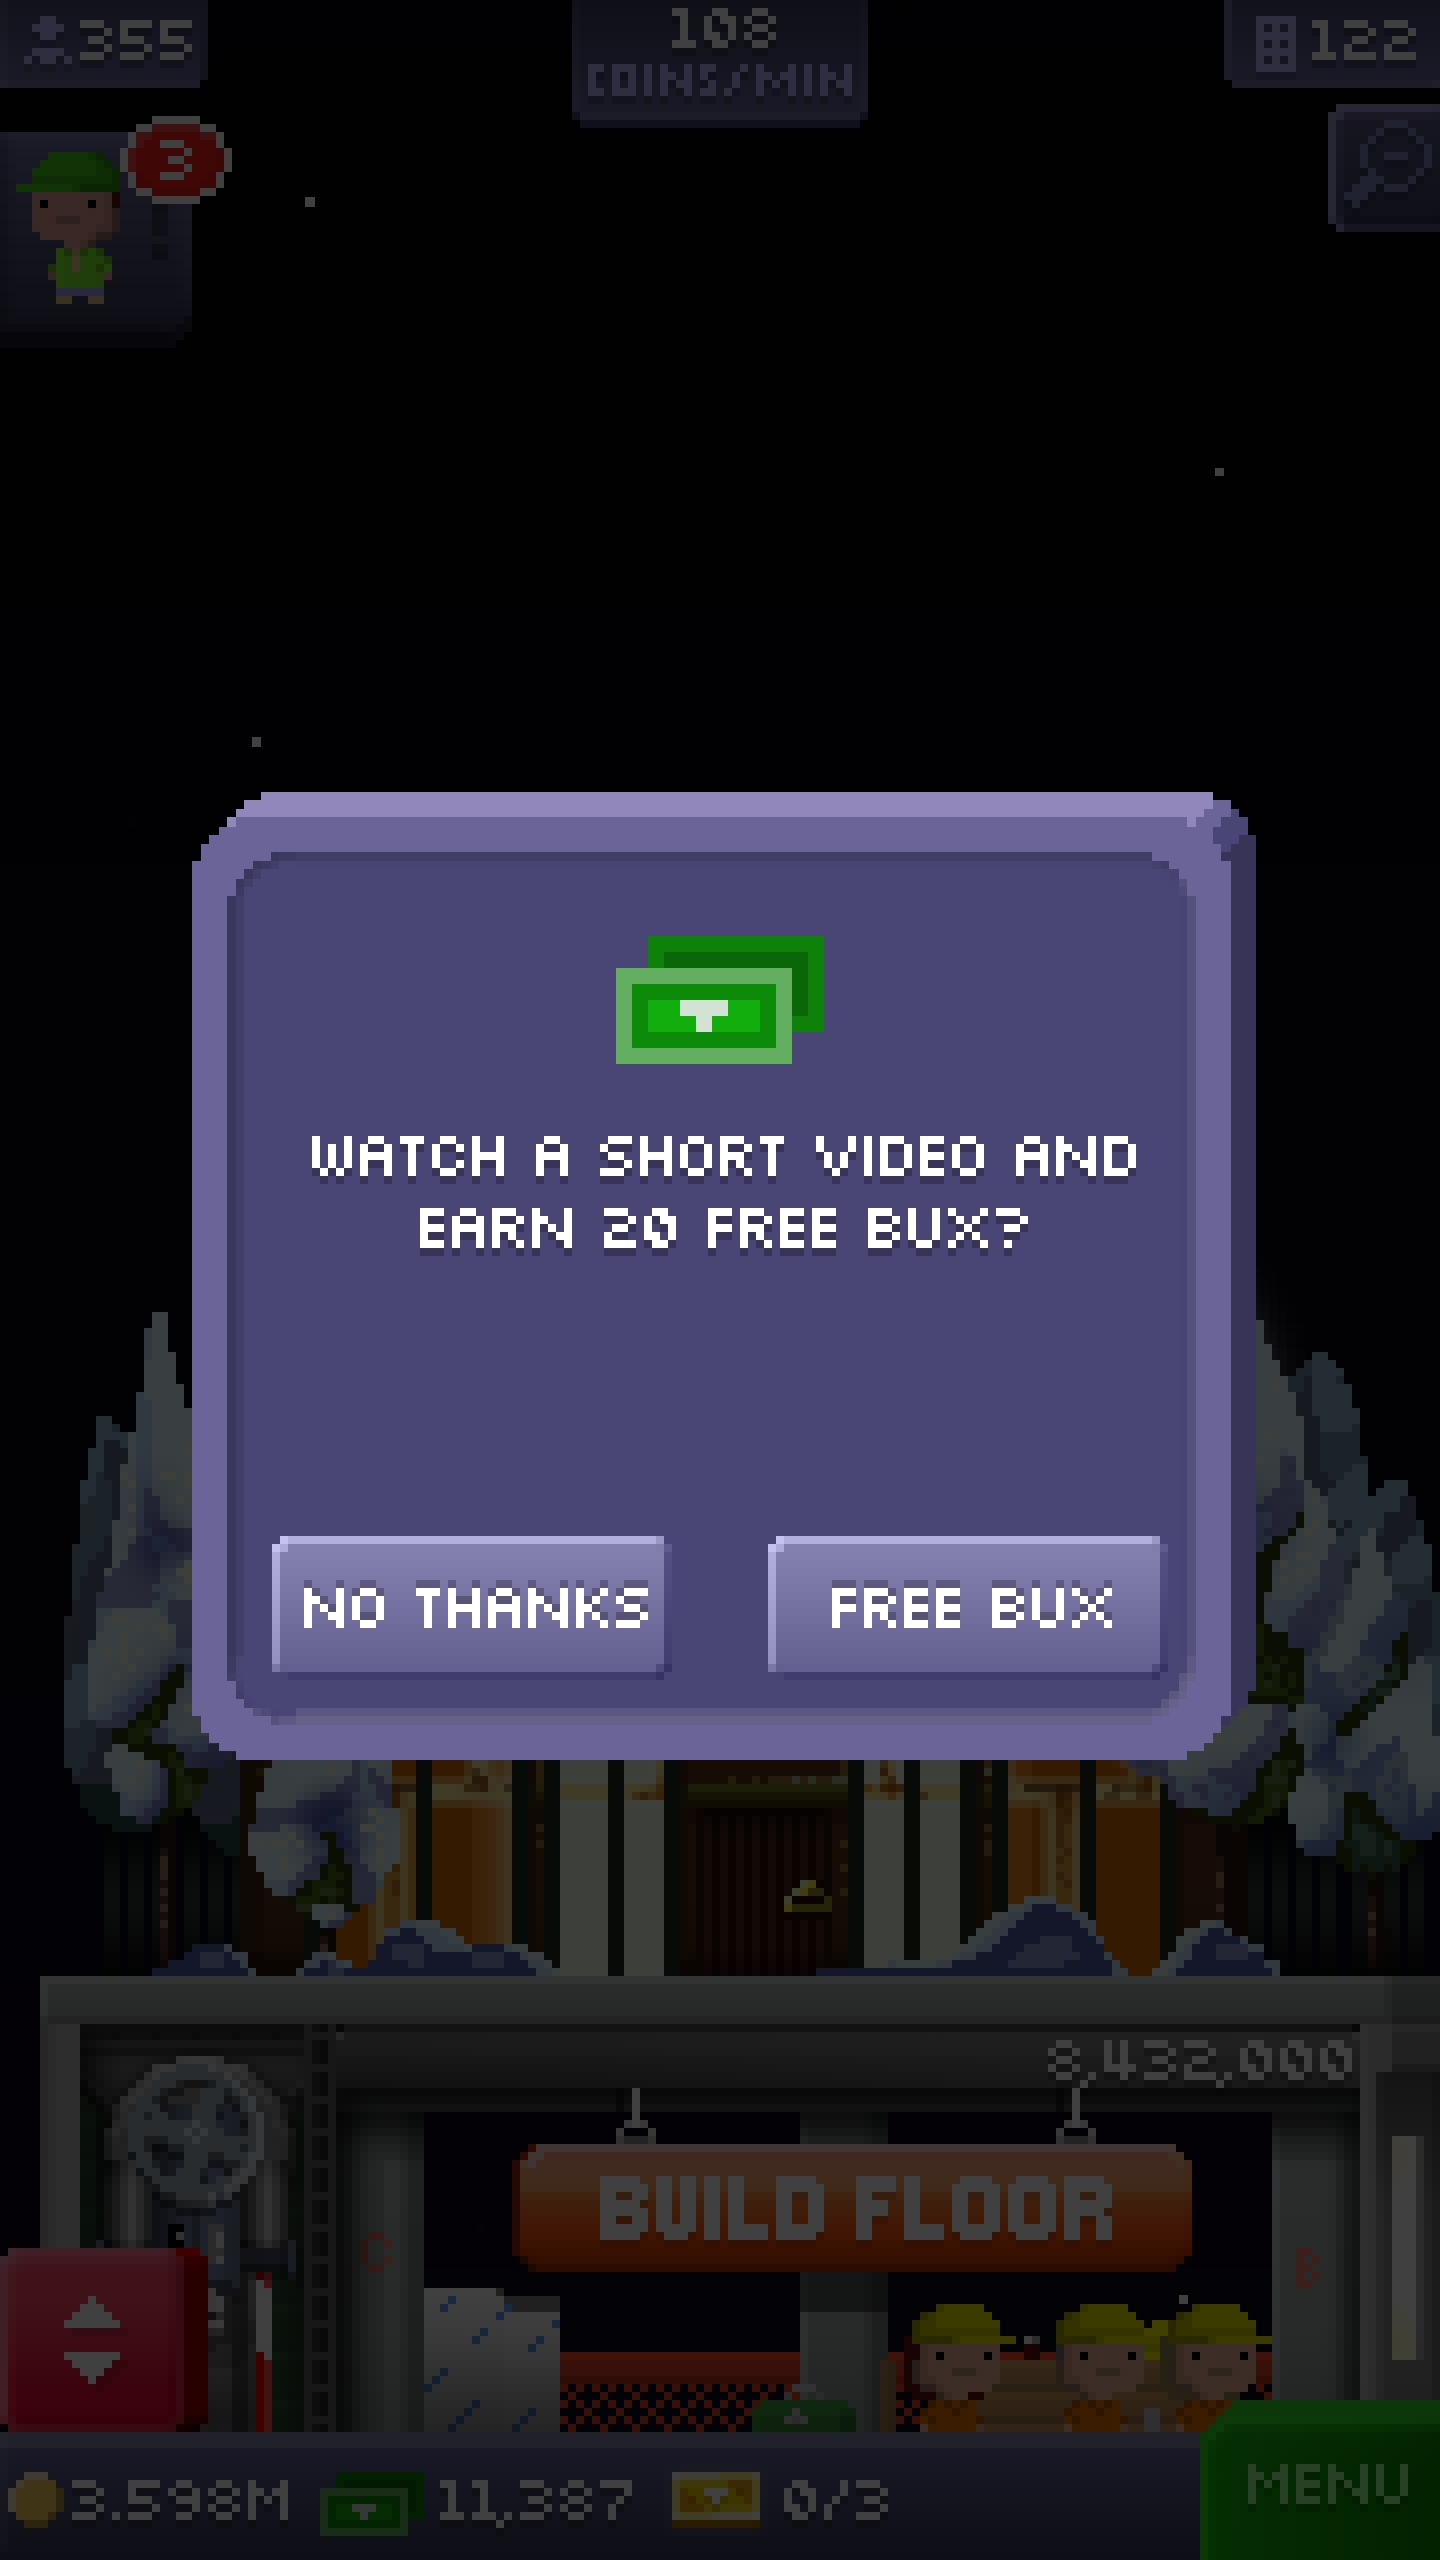 355
108
COINS/MIN
122
3
WATCH A SHORT VIDEO AND
EARN 20 FREE BUX?
NO THANKS
FREE BUX
8,432,000
BUILD FLOOR
C
B
3.598M
11,387
0/3
MENU